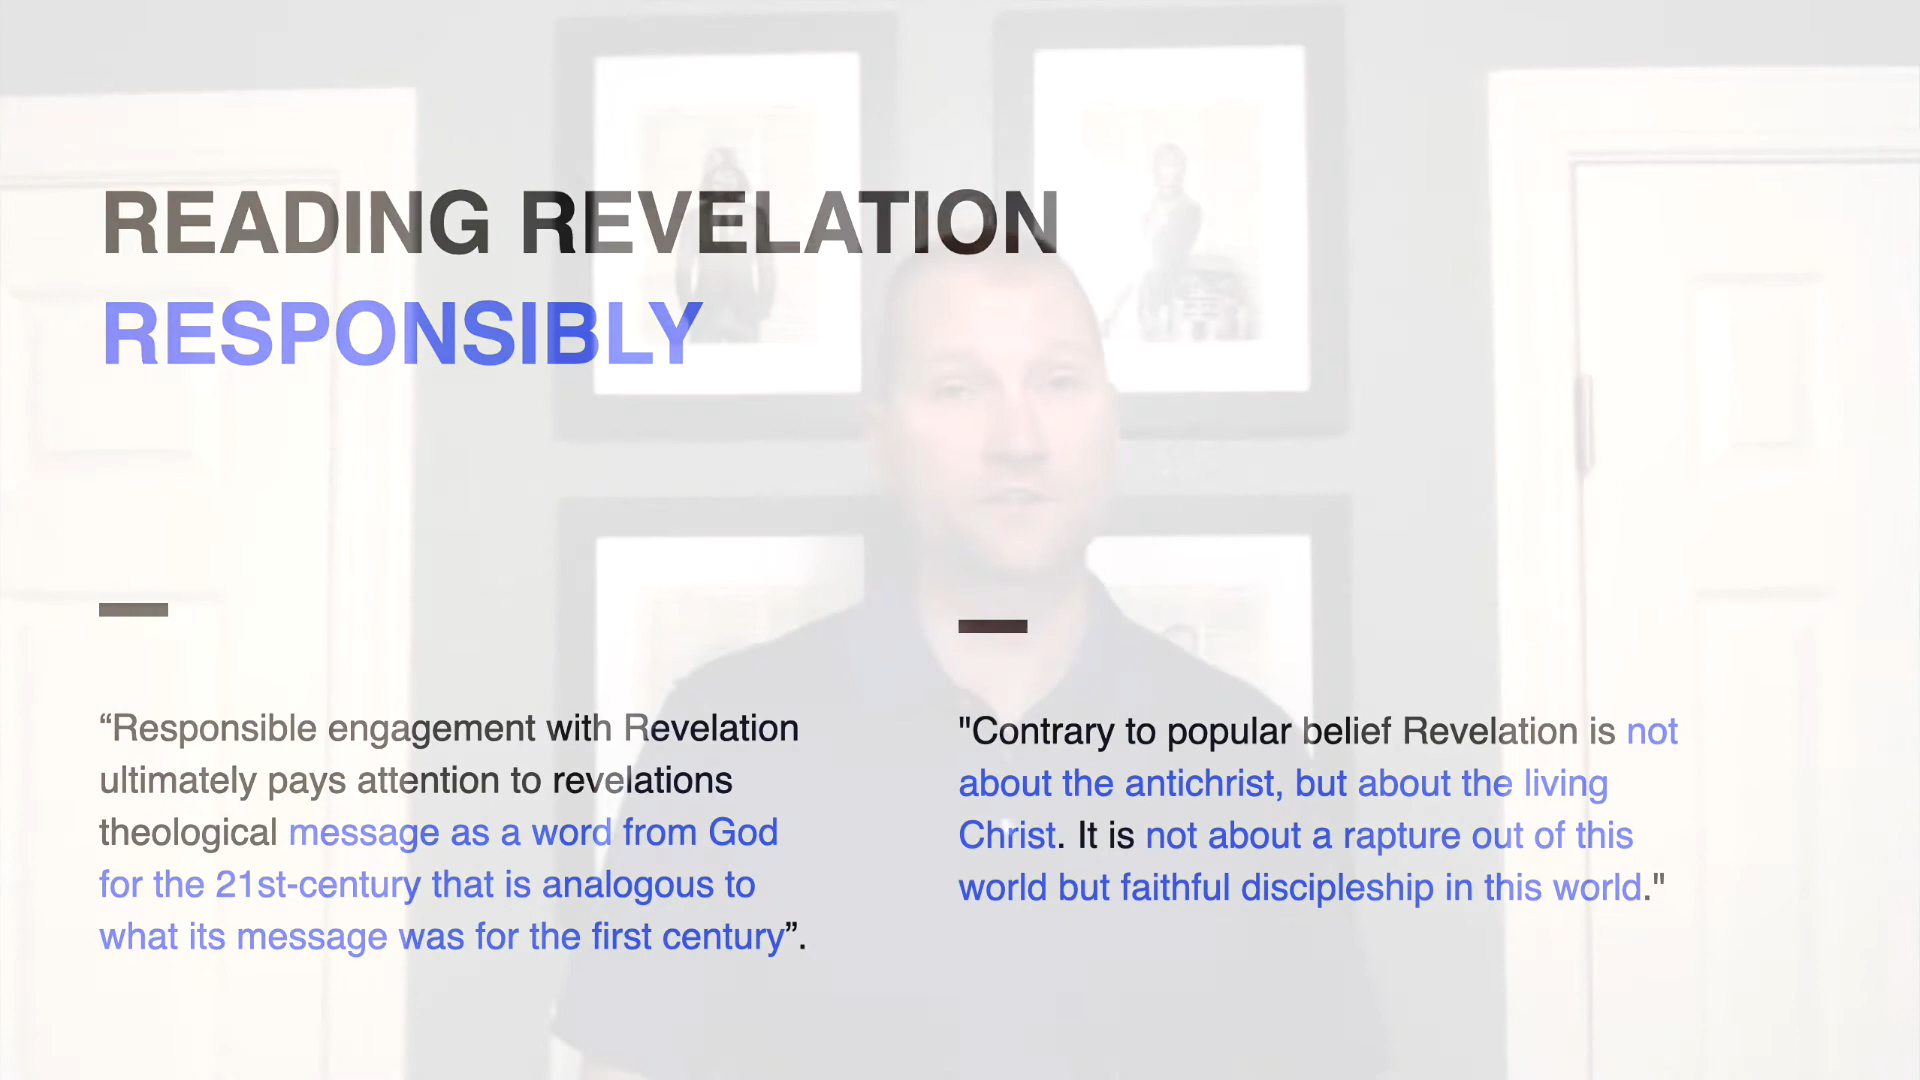 READING REVELATION
RESPONSIBLY
“Responsible engagement with Revelation
ultimately pays attention to revelations
theological message as a word from God
for the 21st-century that is analogous to
what its message was for the first century”.
"Contrary to popular belief Revelation is not
about the antichrist, but about the living
Christ. It is not about a rapture out of this
world but faithful discipleship in this world."